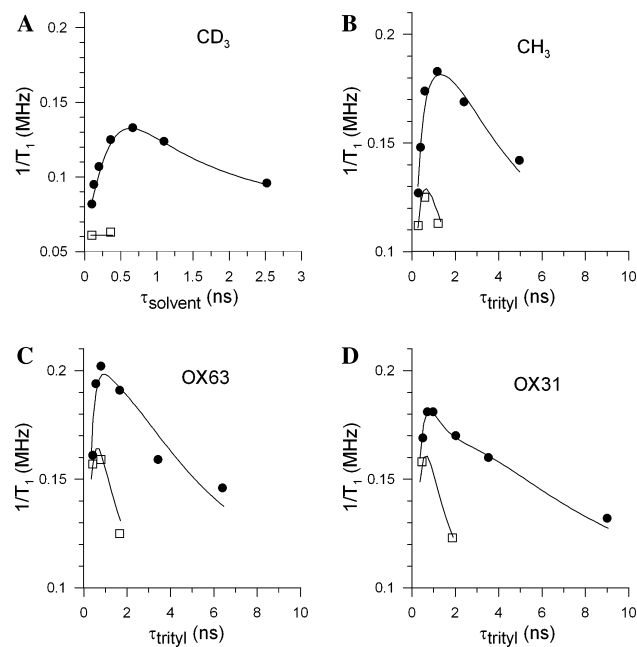 A
CD3
1/T1 (MHz)
0.2
0.15
0.1
0.05
0 0.5 1 1.5 2 2.5 3
τsolvent (ns)
B
CH3
1/T1 (MHz)
0.2
0.15
0.1
0 2 4 6 8 10
τtrityl (ns)
C
OX63
1/T1 (MHz)
0.2
0.15
0.1
0 2 4 6 8 10
τtrityl (ns)
D
OX31
1/T1 (MHz)
0.2
0.15
0.1
0 2 4 6 8 10
τtrityl (ns)